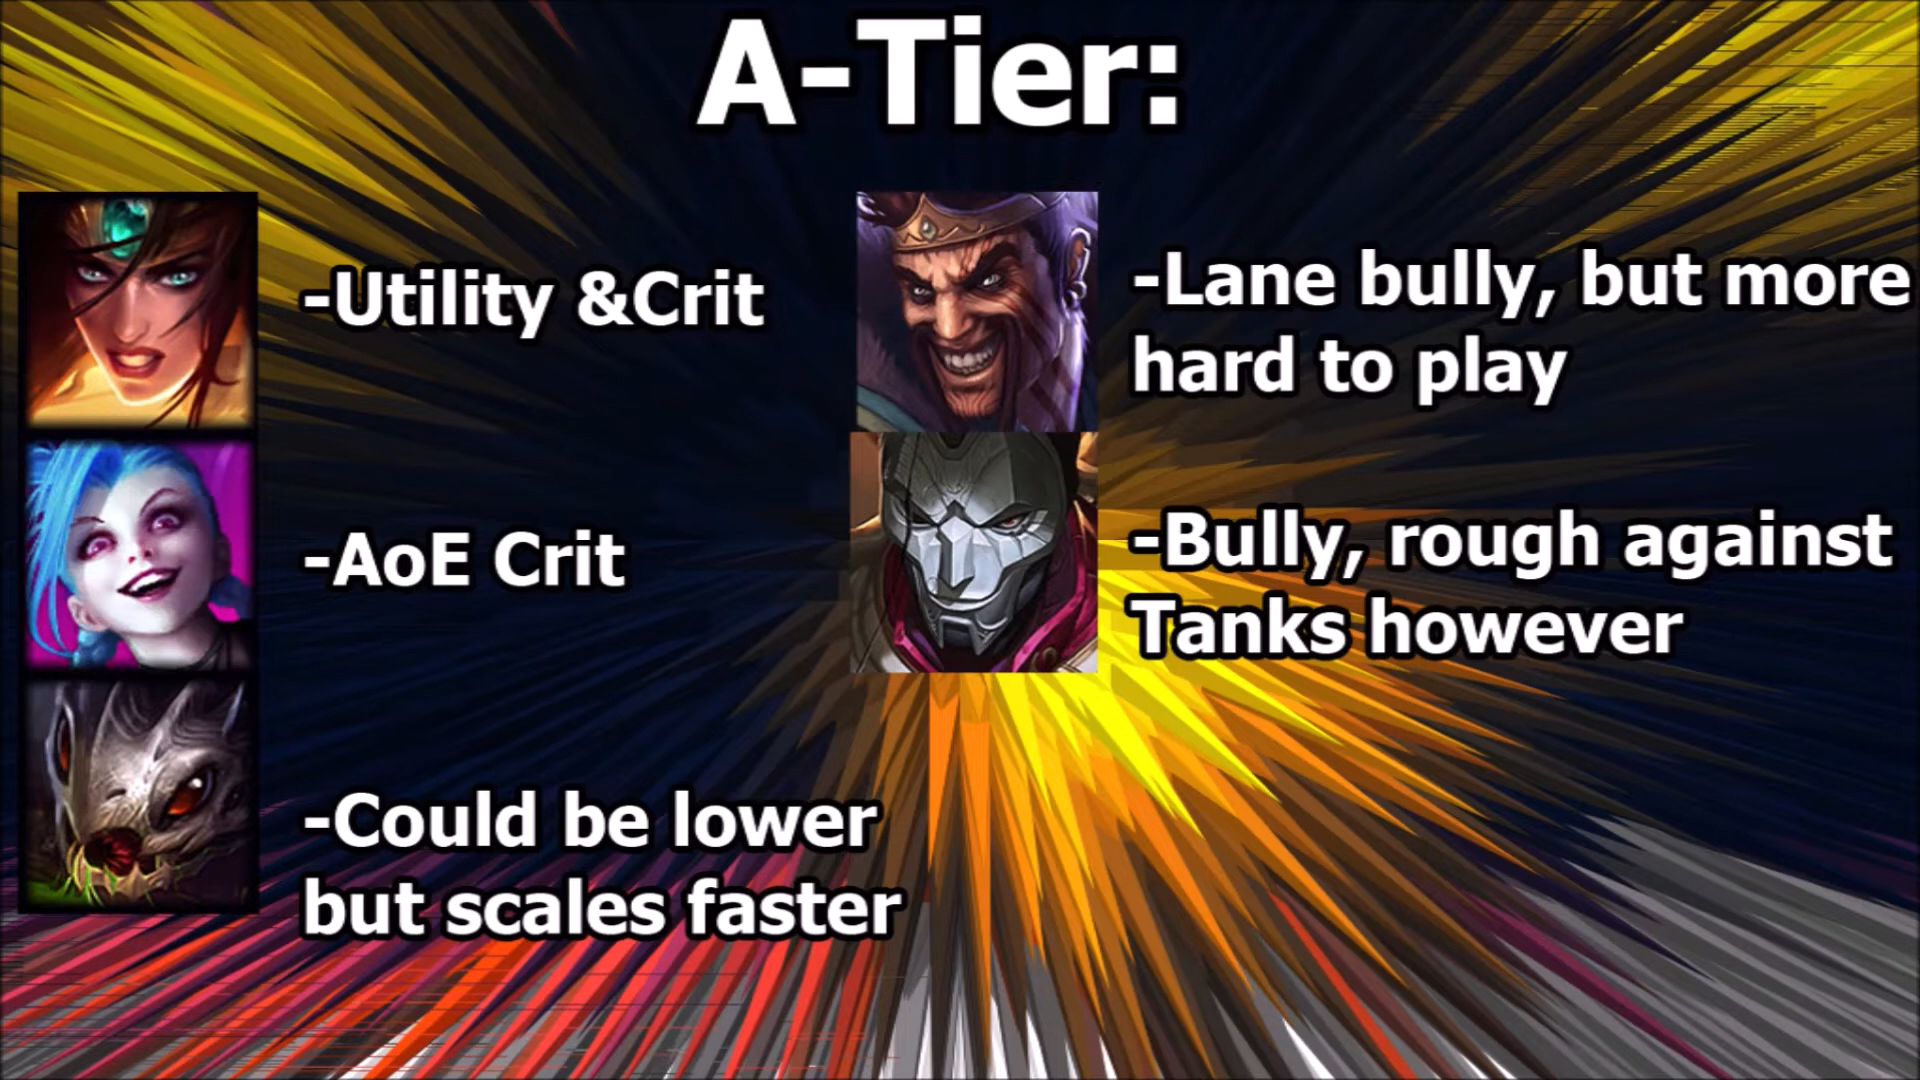 A-Tier:
-Utility &Crit
-AoE Crit
-Could be lower
but scales faster
-Lane bully, but more
hard to play
-Bully, rough against
Tanks however